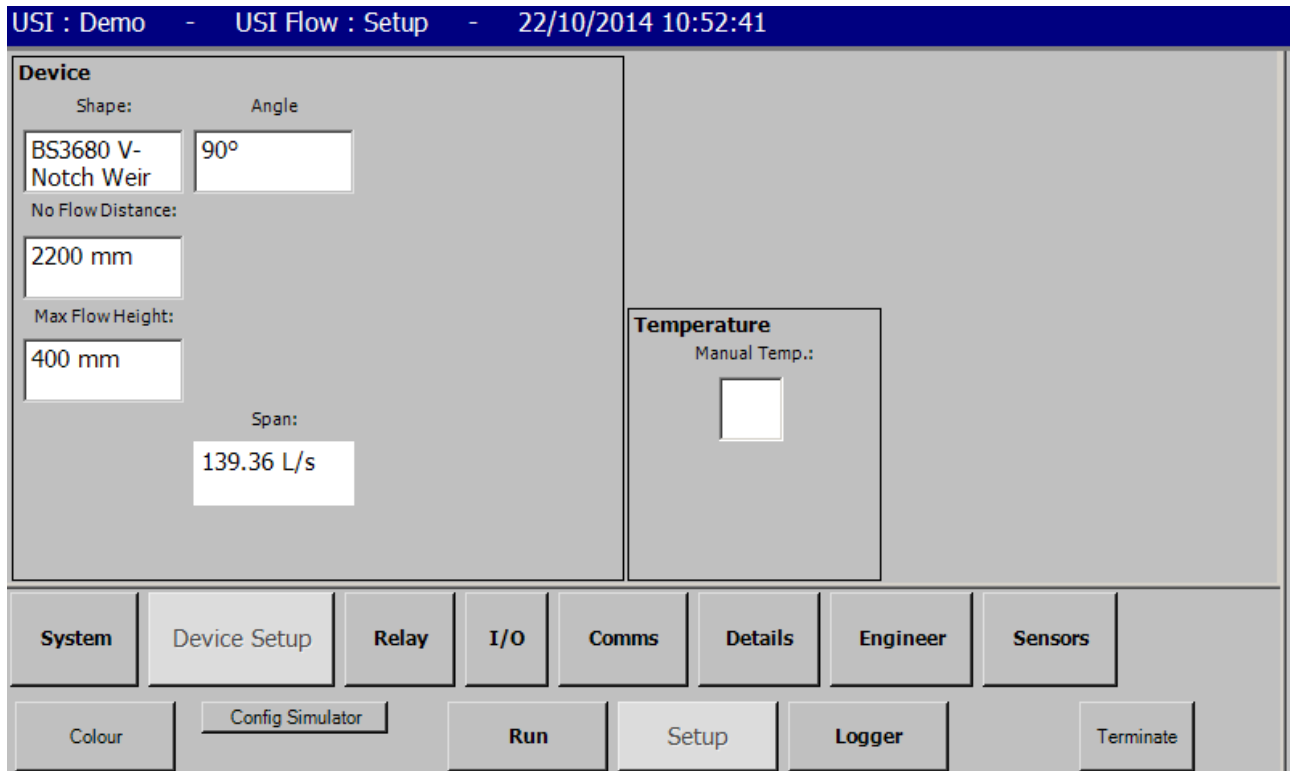 USI : Demo - USI Flow : Setup - 22/10/2014 10:52:41
Device
Shape: Angle
BS3680 V-
Notch Weir
90º
No Flow Distance:
2200 mm
Max Flow Height:
400 mm
Span:
139.36 L/s
Temperature
Manual Temp.:
System Device Setup Relay I/O Comms Details Engineer Sensors
Colour Config Simulator Run Setup Logger Terminate